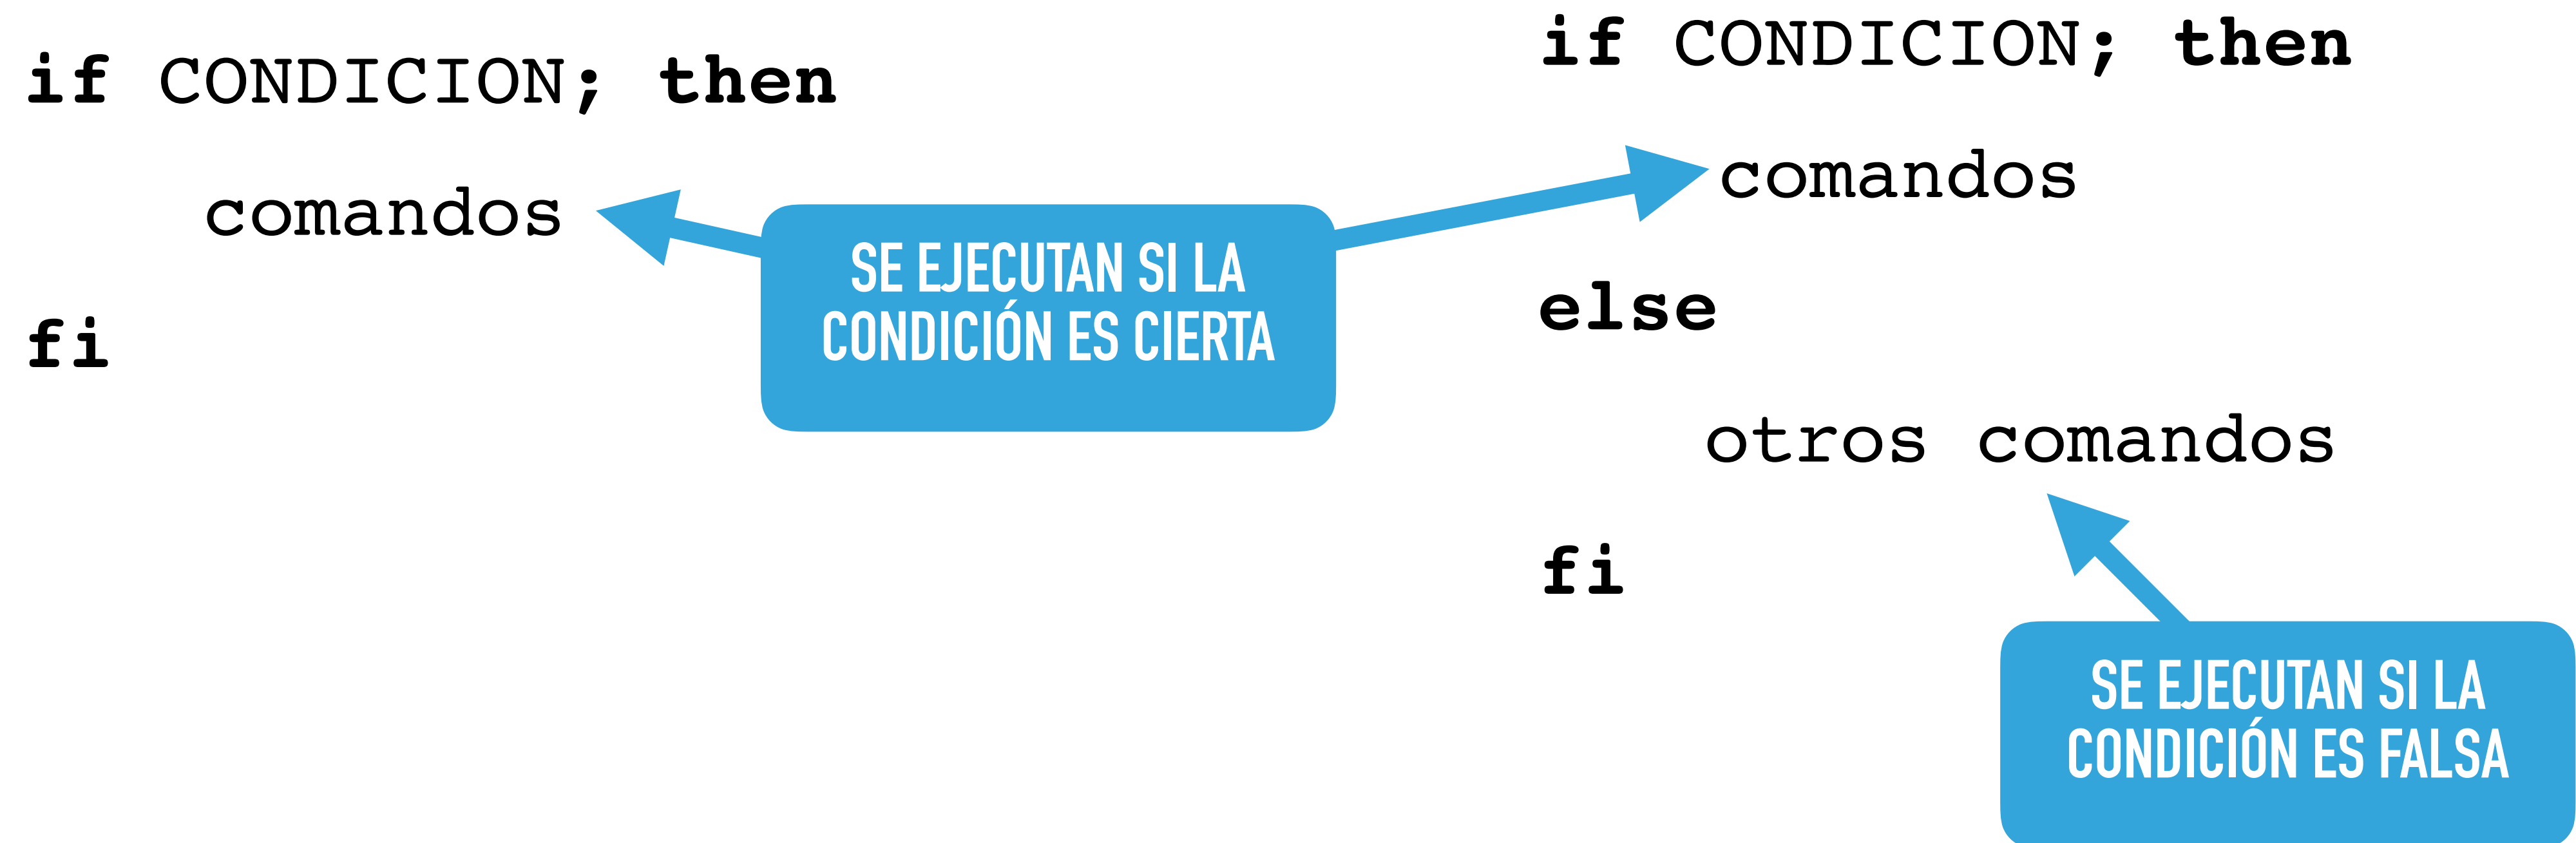 if CONDICION; then
comandos
fi
SE EJECUTAN SI LA
CONDICIÓN ES CIERTA
if CONDICION; then
comandos
else
otros comandos
fi
SE EJECUTAN SI LA
CONDICIÓN ES FALSA